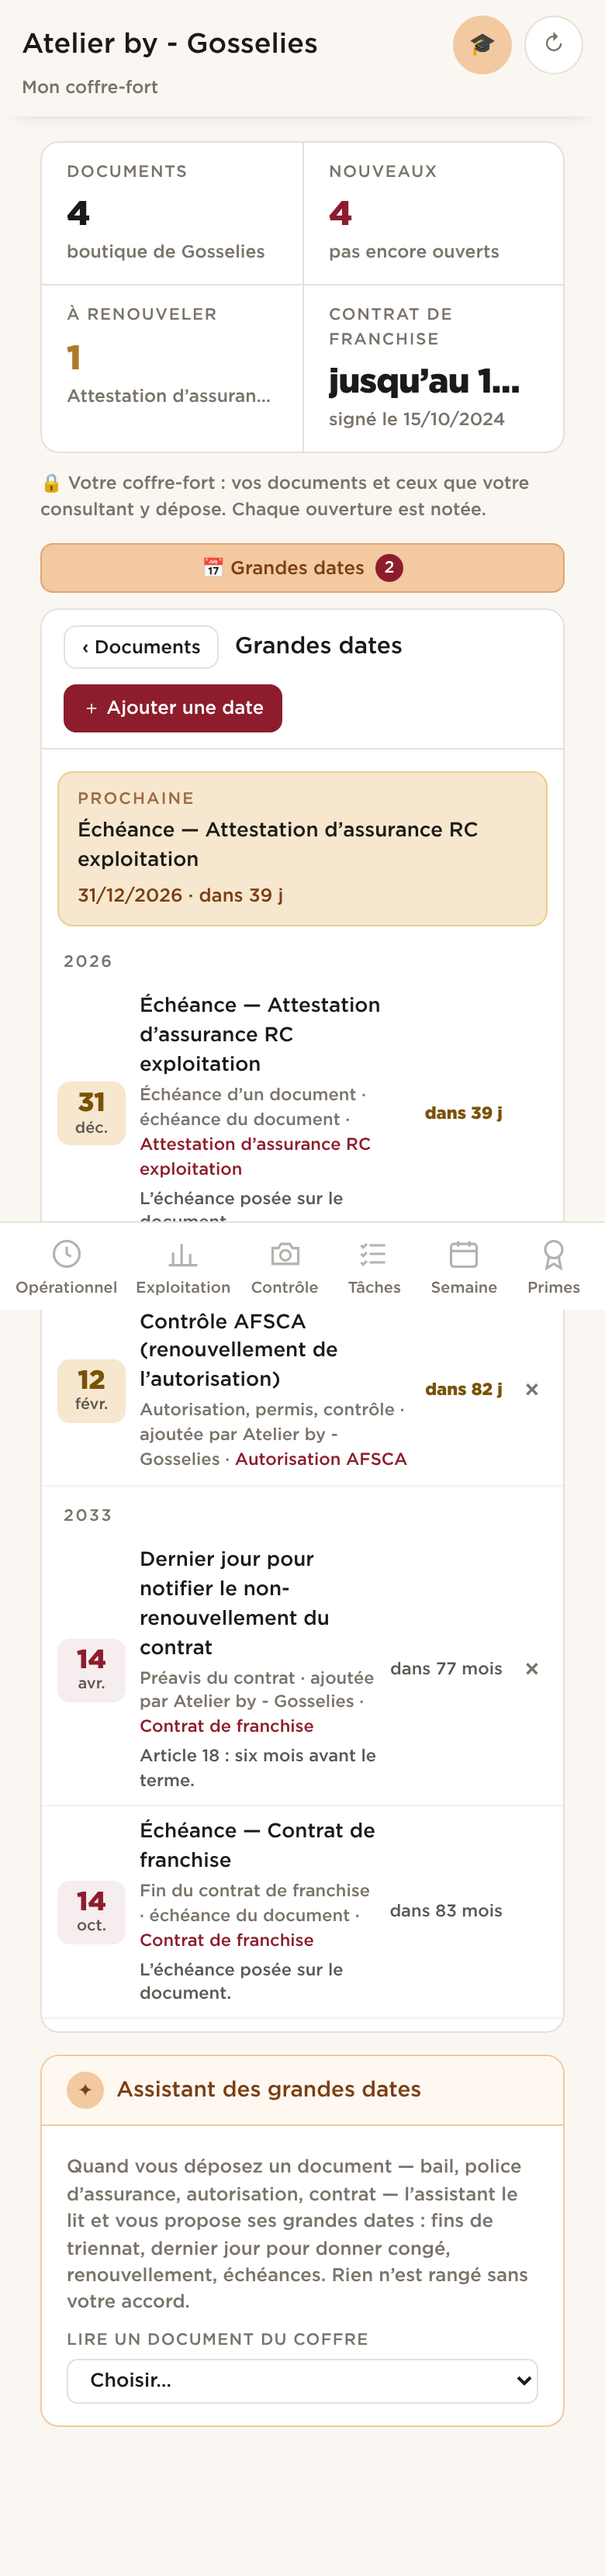 Atelier by - Gosselies
Mon coffre-fort
DOCUMENTS
4
boutique de Gosselies
NOUVEAUX
4
pas encore ouverts
À RENOUVELER
1
Attestation d’assuran...
CONTRAT DE
FRANCHISE
jusqu’au 1...
signé le 15/10/2024
🔒 Votre coffre-fort : vos documents et ceux que votre
consultant y dépose. Chaque ouverture est notée.
📅 Grandes dates 2
‹ Documents
Grandes dates
+ Ajouter une date
PROCHAINE
Échéance — Attestation d’assurance RC
exploitation
31/12/2026 · dans 39 j
2026
31
déc.
Échéance — Attestation
d’assurance RC
exploitation
Échéance d’un document ·
échéance du document ·
Attestation d’assurance RC
exploitation
L’échéance posée sur le
document.
dans 39 j
Opérationnel
Exploitation
Contrôle
Tâches
Semaine
Primes
12
févr.
Contrôle AFSCA
(renouvellement de
l’autorisation)
Autorisation, permis, contrôle ·
ajoutée par Atelier by -
Gosselies · Autorisation AFSCA
dans 82 j ×
2033
14
avr.
Dernier jour pour
notifier le non-
renouvellement du
contrat
Préavis du contrat · ajoutée
par Atelier by - Gosselies ·
Contrat de franchise
Article 18 : six mois avant le
terme.
dans 77 mois ×
14
oct.
Échéance — Contrat de
franchise
Fin du contrat de franchise
· échéance du document ·
Contrat de franchise
L’échéance posée sur le
document.
dans 83 mois
Assistant des grandes dates
Quand vous déposez un document — bail, police
d’assurance, autorisation, contrat — l’assistant le
lit et vous propose ses grandes dates : fins de
triennat, dernier jour pour donner congé,
renouvellement, échéances. Rien n’est rangé sans
votre accord.
LIRE UN DOCUMENT DU COFFRE
Choisir...